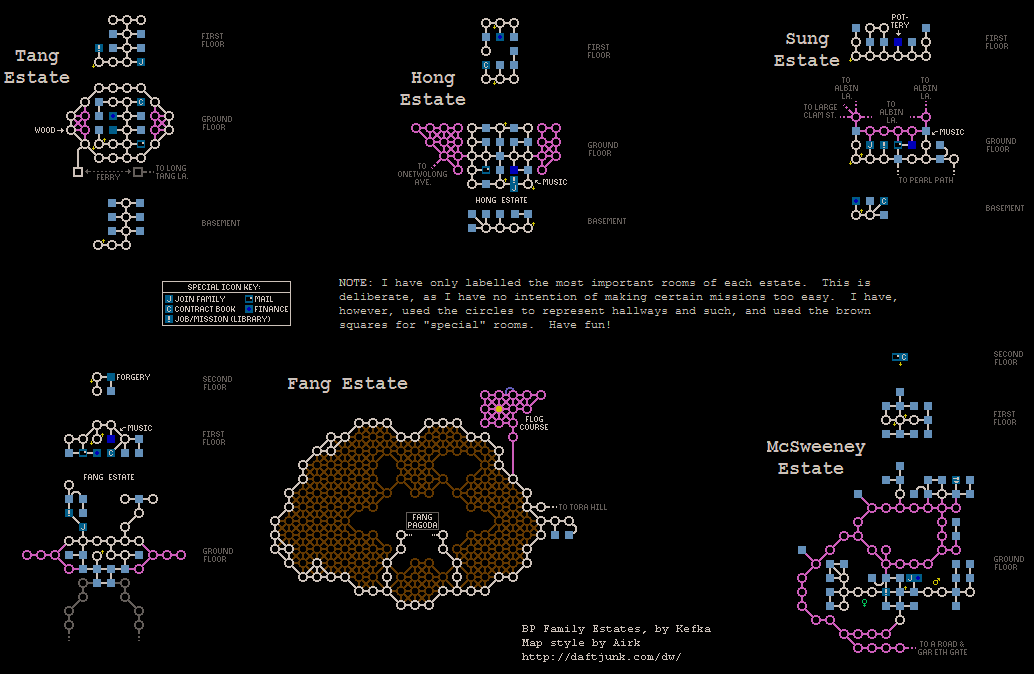 Tang
Estate
FIRST
FLOOR
WOOD
GROUND
FLOOR
FERRY
TO LONG
TANG LA.
BASEMENT
Hong
Estate
FIRST
FLOOR
GROUND
FLOOR
TO
ONETWOLONG
AVE.
MUSIC
HONG ESTATE
BASEMENT
Sung
Estate
POT-
TERY
FIRST
FLOOR
TO
ALBIN
LA.
TO
ALBIN
LA.
TO LARGE
CLAM ST.
TO
ALBIN
LA.
MUSIC
GROUND
FLOOR
TO PEARL PATH
BASEMENT
SPECIAL ICON KEY:
J JOIN FAMILY
MAIL
C CONTRACT BOOK
FINANCE
! JOB/MISSION (LIBRARY)
NOTE: I have only labelled the most important rooms of each estate. This is
deliberate, as I have no intention of making certain missions too easy. I have,
however, used the circles to represent hallways and such, and used the brown
squares for "special" rooms. Have fun!
Fang Estate
FORGERY
SECOND
FLOOR
MUSIC
FIRST
FLOOR
FANG ESTATE
GROUND
FLOOR
FLOG
COURSE
TO TORA HILL
FANG
PAGODA
McSweeney
Estate
SECOND
FLOOR
FIRST
FLOOR
GROUND
FLOOR
TO A ROAD &
GAR ETH GATE
BP Family Estates, by Kefka
Map style by Airk
http://daftjunk.com/dw/